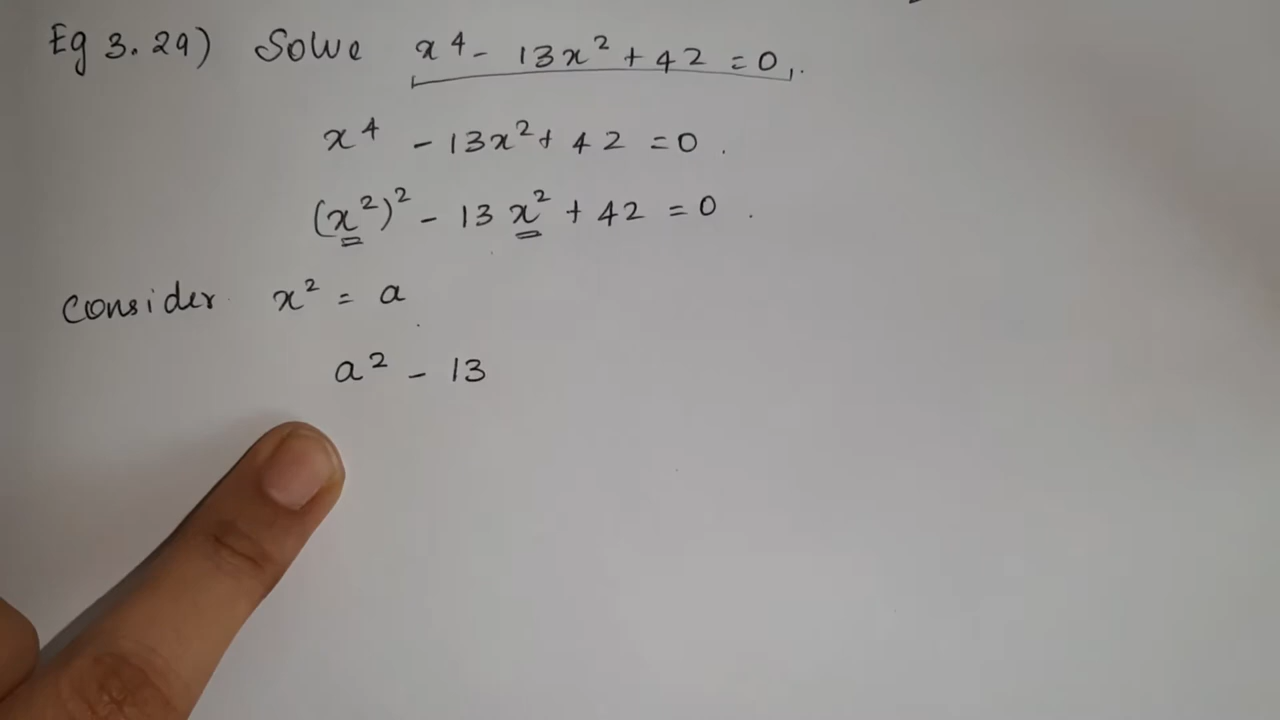 Eg 3.29) Solve x⁴ - 13x² + 42 = 0.
x⁴ - 13x² + 42 = 0.
(x²)² - 13 x² + 42 = 0.
Consider x² = a
a² - 13